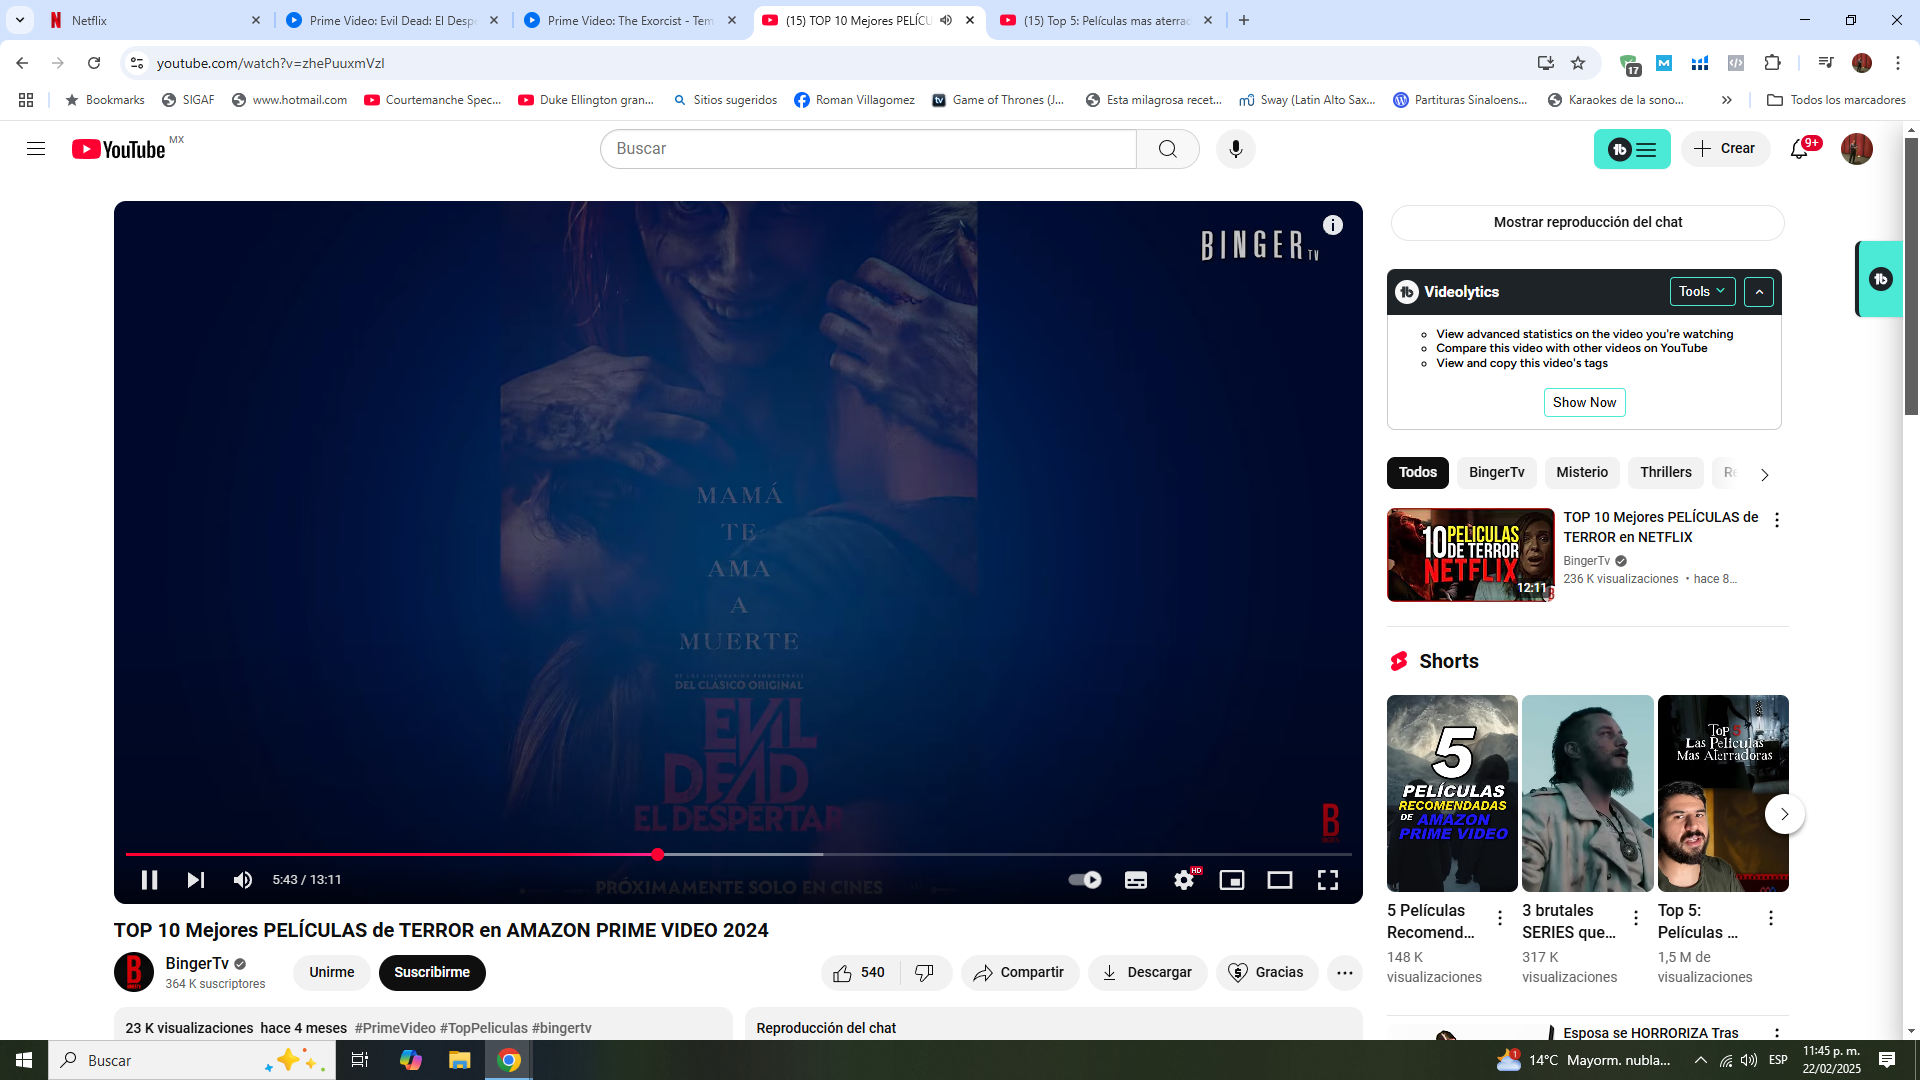 Netflix
Prime Video: Evil Dead: El Despe
Prime Video: The Exorcist - Tem
(15) TOP 10 Mejores PELÍCU
(15) Top 5: Películas mas aterrad
youtube.com/watch?v=zhePuuxmVzI
17
Bookmarks
SIGAF
www.hotmail.com
Courtemanche Spec...
Duke Ellington gran...
Sitios sugeridos
Roman Villagomez
Game of Thrones (J...
Esta milagrosa recet...
Sway (Latin Alto Sax...
Partituras Sinaloens...
Karaokes de la sono...
Todos los marcadores
YouTube MX
Buscar
Crear
9+
BINGER TV
MAMÁ
TE
AMA
A
MUERTE
DEL CLÁSICO ORIGINAL
EVIL
DEAD
EL DESPERTAR
PRÓXIMAMENTE SOLO EN CINES
B
5:43 / 13:11
HD
TOP 10 Mejores PELÍCULAS de TERROR en AMAZON PRIME VIDEO 2024
BingerTv
364 K suscriptores
Unirme
Suscribirme
540
Compartir
Descargar
Gracias
23 K visualizaciones hace 4 meses #PrimeVideo #TopPeliculas #bingertv
Reproducción del chat
Mostrar reproducción del chat
Videolytics
Tools
View advanced statistics on the video you're watching
Compare this video with other videos on YouTube
View and copy this video's tags
Show Now
Todos
BingerTv
Misterio
Thrillers
Re
10 PELICULAS
DE TERROR
NETFLIX
12:11
TOP 10 Mejores PELÍCULAS de
TERROR en NETFLIX
BingerTv
236 K visualizaciones • hace 8...
Shorts
5
PELÍCULAS
RECOMENDADAS
DE AMAZON
PRIME VIDEO
Top 5
Las Peliculas
Mas Aterradoras
5 Películas
Recomend...
148 K
visualizaciones
3 brutales
SERIES que...
317 K
visualizaciones
Top 5:
Películas ...
1,5 M de
visualizaciones
Esposa se HORRORIZA Tras
Buscar
1
14°C Mayorm. nubla...
ESP
11:45 p. m.
22/02/2025